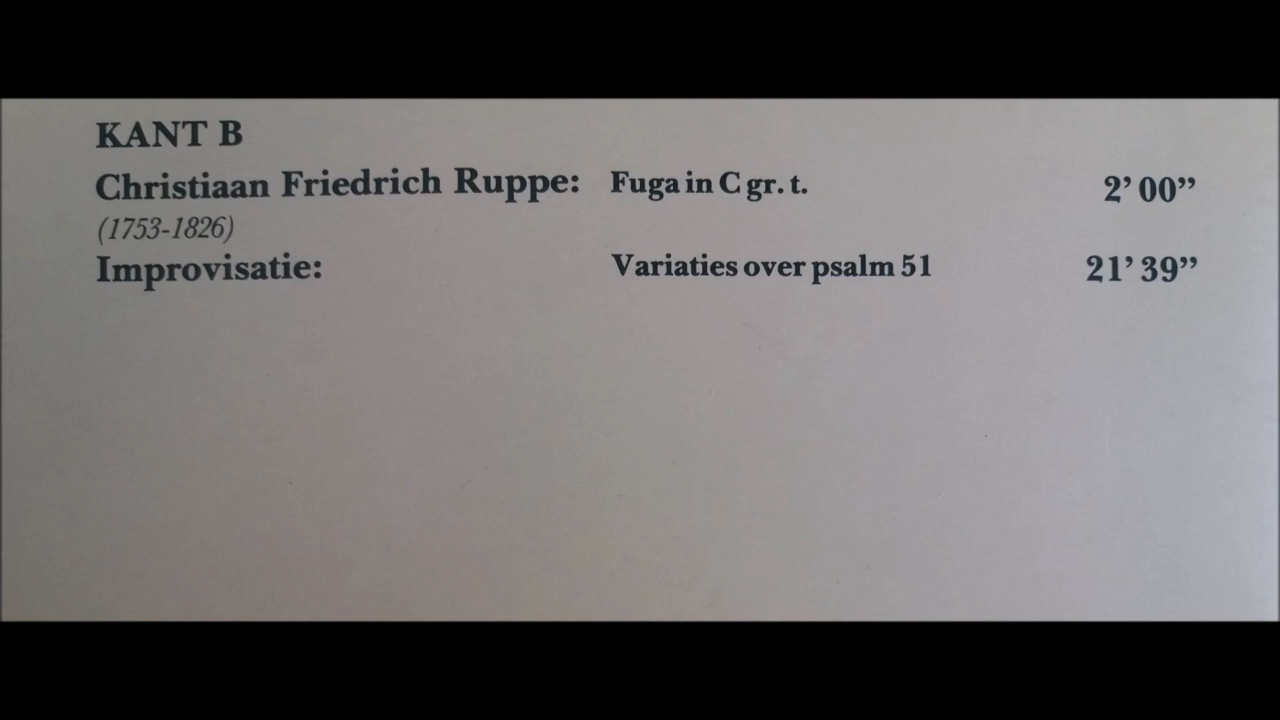 KANT B
Christiaan Friedrich Ruppe: Fuga in C gr. t. 2’ 00”
(1753-1826)
Improvisatie: Variaties over psalm 51 21’ 39”